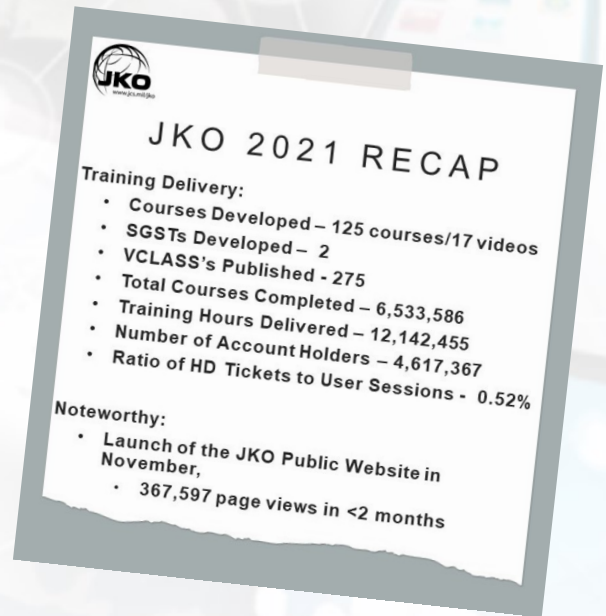 JKO
www.jcs.mil/jko
JKO 2021 RECAP
Training Delivery:
• Courses Developed – 125 courses/17 videos
• SGSTs Developed – 2
• VCLASS's Published - 275
• Total Courses Completed – 6,533,586
• Training Hours Delivered – 12,142,455
• Number of Account Holders – 4,617,367
• Ratio of HD Tickets to User Sessions - 0.52%
Noteworthy:
• Launch of the JKO Public Website in
November,
• 367,597 page views in <2 months